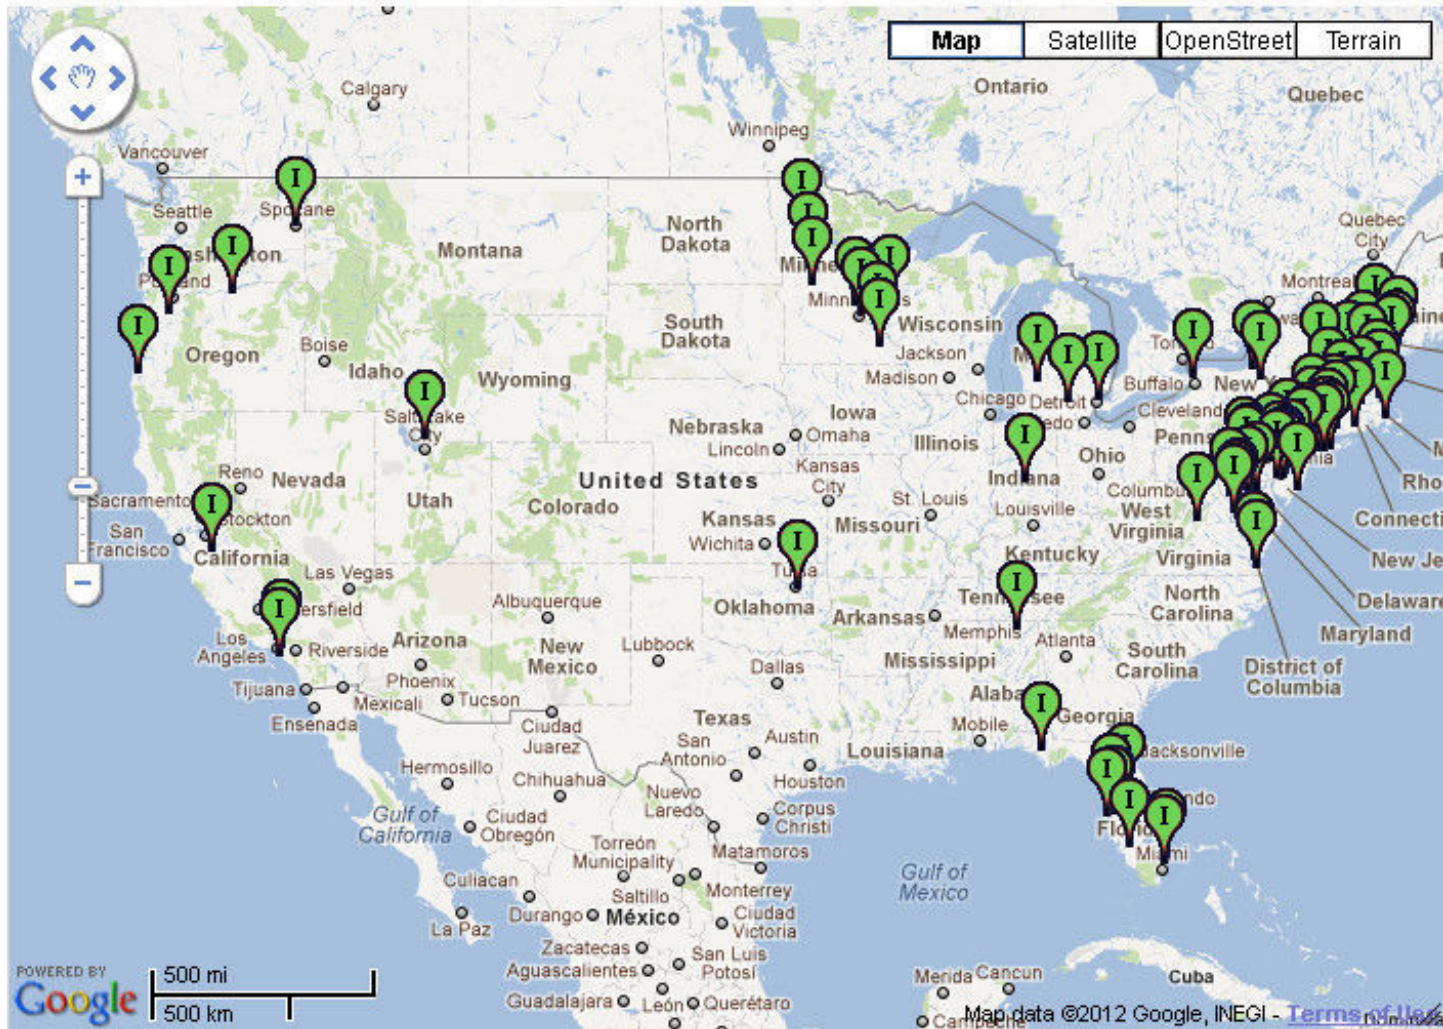 Map
Satellite
OpenStreet
Terrain
Calgary
Ontario
Quebec
Winnipeg
Vancouver
Seattle
North
Dakota
Montana
Quebec
City
Montreal
South
Dakota
Wisconsin
Oregon
Boise
Idaho
Wyoming
Jackson
Madison
Buffalo
Chicago
Detroit
Cleveland
Nebraska
Iowa
Lincoln
Omaha
Illinois
Ohio
Indiana
Reno
Nevada
Utah
United States
Kansas
City
Colorado
Sacramento
San
Francisco
California
Kansas
Missouri
St. Louis
Louisville
West
Virginia
Virginia
Wichita
Kentucky
Las Vegas
Albuquerque
Oklahoma
Arkansas
Memphis
North
Carolina
Los
Angeles
Riverside
Arizona
New
Mexico
Lubbock
Dallas
Mississippi
Atlanta
South
Carolina
Delaware
Maryland
District of
Columbia
Tijuana
Mexicali
Phoenix
Tucson
Ensenada
Ciudad
Juarez
Texas
Austin
San
Antonio
Houston
Louisiana
Mobile
Georgia
Hermosillo
Chihuahua
Nuevo
Laredo
Corpus
Christi
Gulf of
California
Ciudad
Obregón
Torreón
Municipality
Matamoros
Miami
Culiacan
Saltillo
Monterrey
Gulf of
Mexico
La Paz
Durango
México
Ciudad
Victoria
Zacatecas
Aguascalientes
San Luis
Potosí
Guadalajara
León
Querétaro
Merida
Cancun
Cuba
Campeche
POWERED BY
Google
500 mi
500 km
Map data ©2012 Google, INEGI - Terms of Use